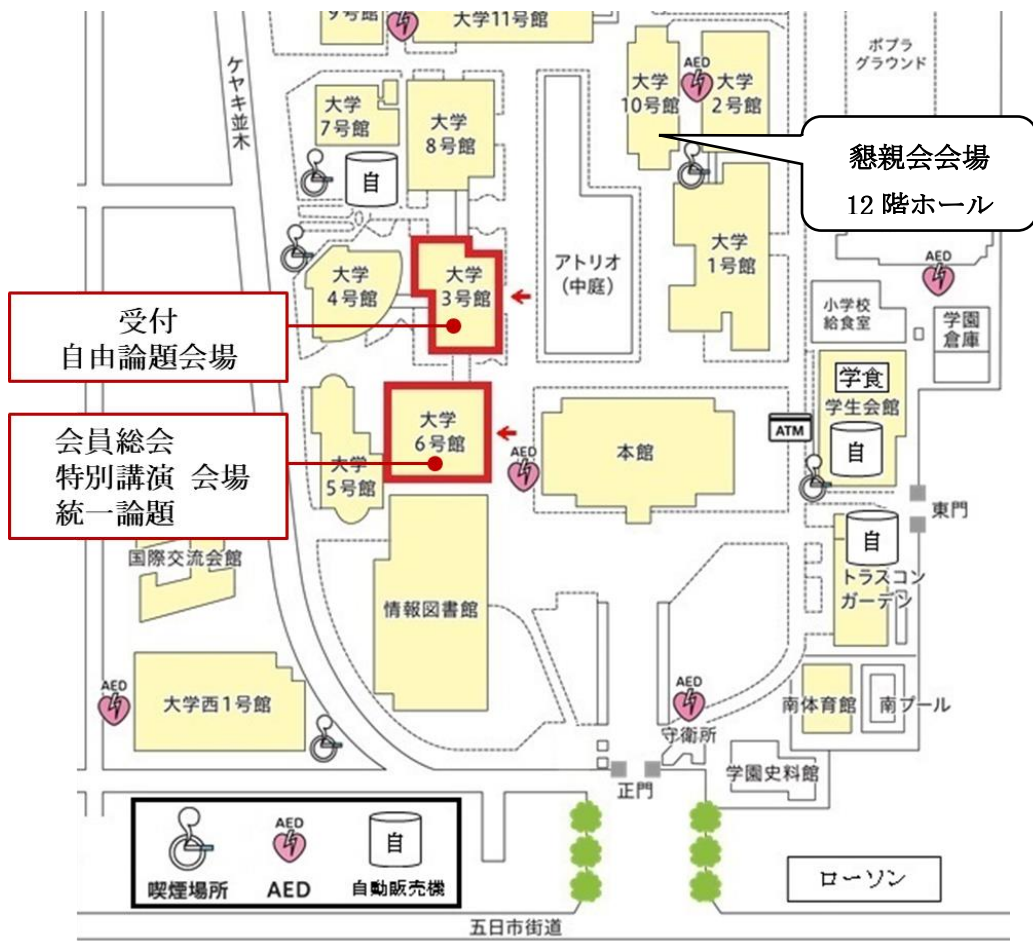 9号館
大学11号館
ケヤキ並木
ポプラ
グラウンド
大学
7号館
大学
8号館
大学
10号館
AED
大学
2号館
懇親会会場
12階ホール
自
大学
4号館
大学
3号館
アトリオ
(中庭)
大学
1号館
AED
小学校
給食室
学園
倉庫
受付
自由論題会場
学食
学生会館
自
ATM
会員総会
特別講演 会場
統一論題
大学
6号館
大学
5号館
AED
本館
東門
自
トラスコン
ガーデン
国際交流会館
情報図書館
AED
大学西1号館
AED
守衛所
南体育館
南プール
正門
学園史料館
喫煙場所
AED
AED
自
自動販売機
ローソン
五日市街道